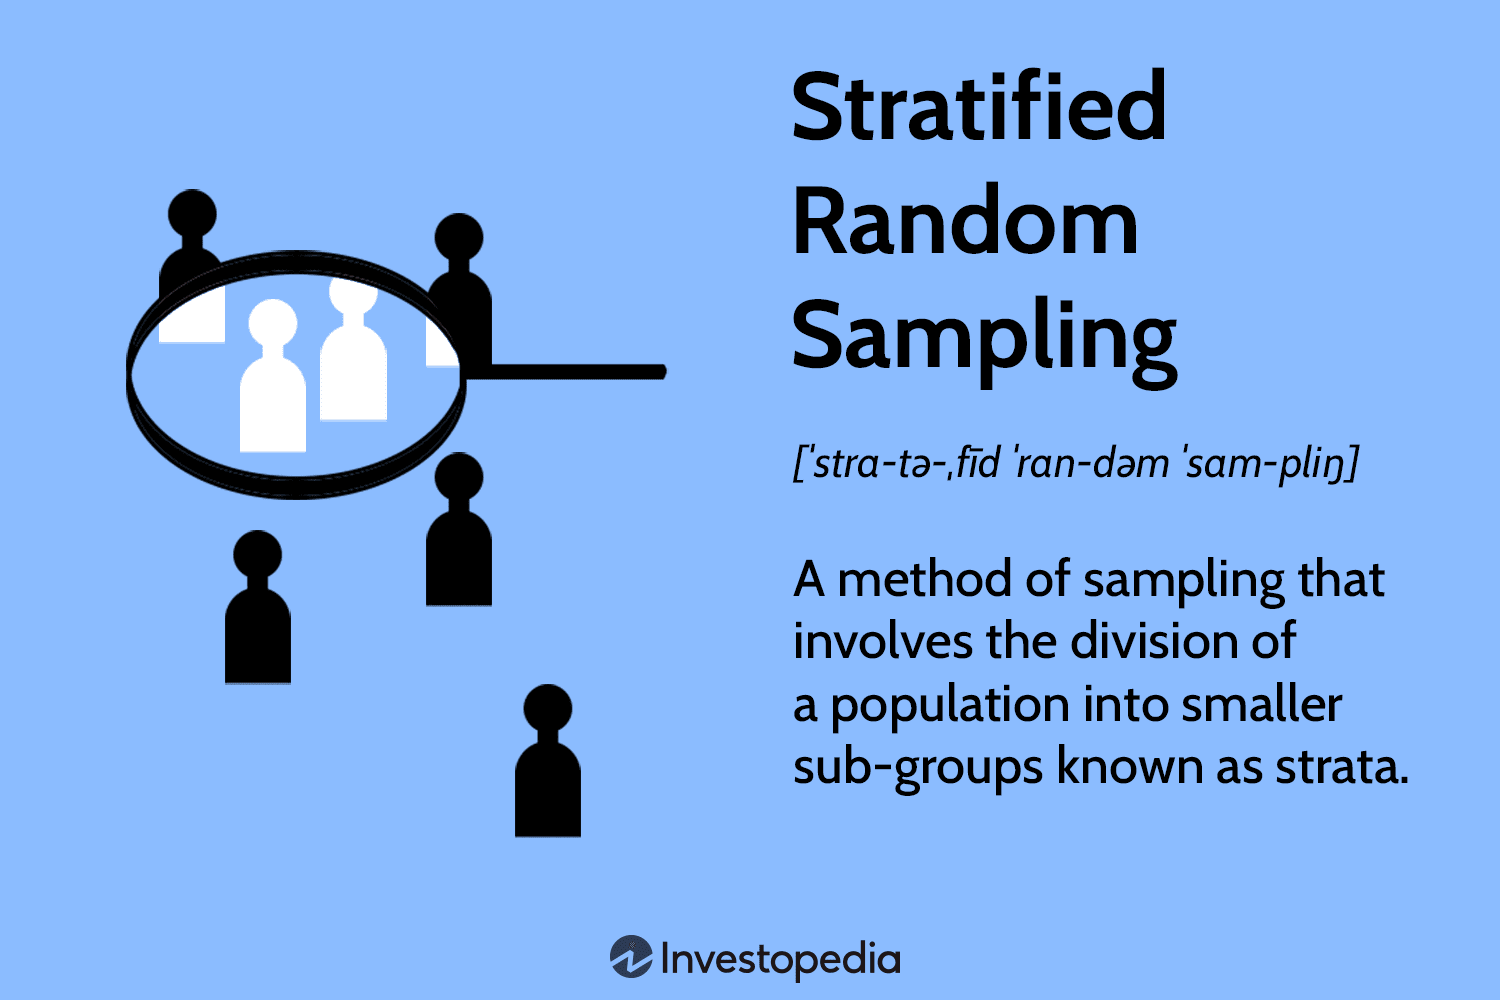 Stratified
Random
Sampling
[ˈstra-tə-ˌfīd ˈran-dəm ˈsam-pliŋ]
A method of sampling that
involves the division of
a population into smaller
sub-groups known as strata.
Investopedia